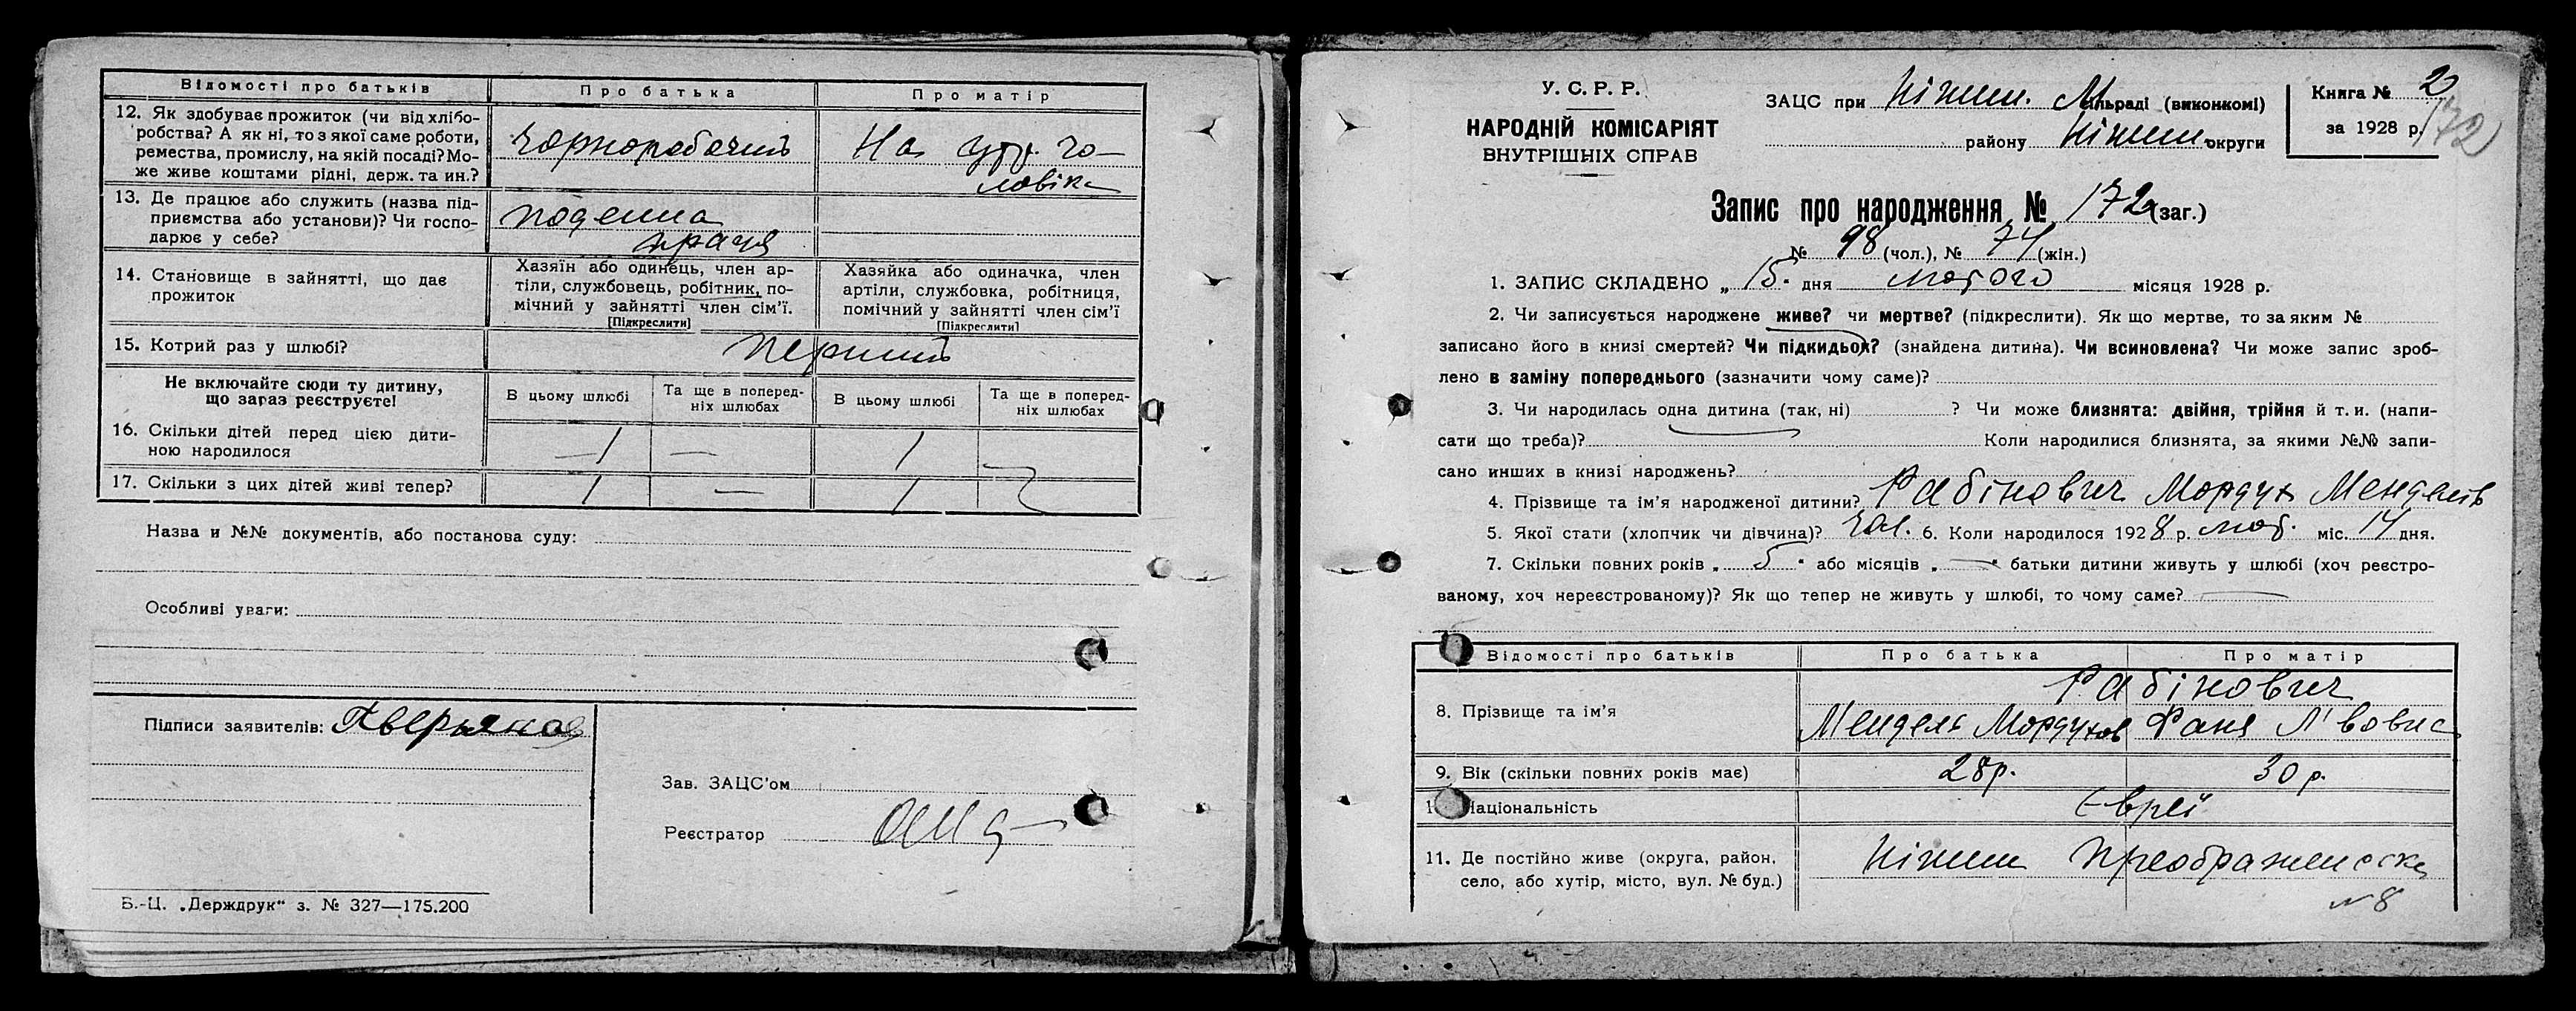 Відомості про батьків Про батька Про матір
12. Як здобуває прожиток (чи від хлібо-
робства? А як ні, то з якої саме роботи,
ремества, промислу, на якій посаді? Мо-
же живе коштами рідні, держ. та ин.?
чорноробочий
На утр. чо-
ловіка
13. Де працює або служить (назва під-
приємства або установи)? Чи госпо-
дарює у себе?
поденна
праця
14. Становище в зайнятті, що дає
прожиток
Хазяїн або одинець, член ар-
тіли, службовець, робітник, по-
мічний у зайнятті член сім'ї.
[Підкреслити]
Хазяйка або одиначка, член
артіли, службовка, робітниця,
помічний у зайнятті член сім'ї
[Підкреслити]
15. Котрий раз у шлюбі? перший
Не включайте сюди ту дитину,
що зараз реєструєте!
В цьому шлюбі
Та ще в поперед-
ніх шлюбах
В цьому шлюбі
Та ще в поперед-
ніх шлюбах
16. Скільки дітей перед цією дити-
ною народилося
1 — 1
17. Скільки з цих дітей живі тепер? 1 — 1
Назва и №№ документів, або постанова суду:
Особливі уваги:
Підписи заявителів: Аверьянов
Зав. ЗАЦС'ом
Реєстратор
Б.-Ц. „Держдрук" з. № 327—175.200
У. С. Р. Р.
НАРОДНІЙ КОМІСАРІЯТ
ВНУТРІШНІХ СПРАВ
ЗАЦС при Ніжин. М сільраді (виконкомі)
району Ніжин. округи
Книга № 2
за 1928 р.
172
Запис про народження № 172 (заг.)
№ 98 (чол.), № 74 (жін.)
1. ЗАПИС СКЛАДЕНО „ 15 " дня лютого місяця 1928 р.
2. Чи записується народжене живе? чи мертве? (підкреслити). Як що мертве, то за яким №
записано його в книзі смертей? Чи підкидьок? (знайдена дитина). Чи всиновлена? Чи може запис зроб-
лено в заміну попереднього (зазначити чому саме)?
3. Чи народилась одна дитина (так, ні) ? Чи може близнята: двійня, трійня й т. и. (напи-
сати що треба)? Коли народилися близнята, за якими №№ запи-
сано инших в книзі народжень?
4. Прізвище та ім'я народженої дитини? Рабінович Мордух Менделів
5. Якої стати (хлопчик чи дівчина)? чол. 6. Коли народилось 1928 р. лют. міс. 14 дня.
7. Скільки повних років „ 5 " або місяців „ — " батьки дитини живуть у шлюбі (хоч реєстро-
ваному, хоч нереєстрованому)? Як що тепер не живуть у шлюбі, то чому саме? —
Відомості про батьків Про батька Про матір
Рабінович
8. Прізвище та ім'я Мендель Мордухов Фаня Львовна
9. Вік (скільки повних років має) 28 р. 30 р.
Національність Євреї
11. Де постійно живе (округа, район,
село, або хутір, місто, вул. № буд.)
Ніжин Преображенська
№ 8